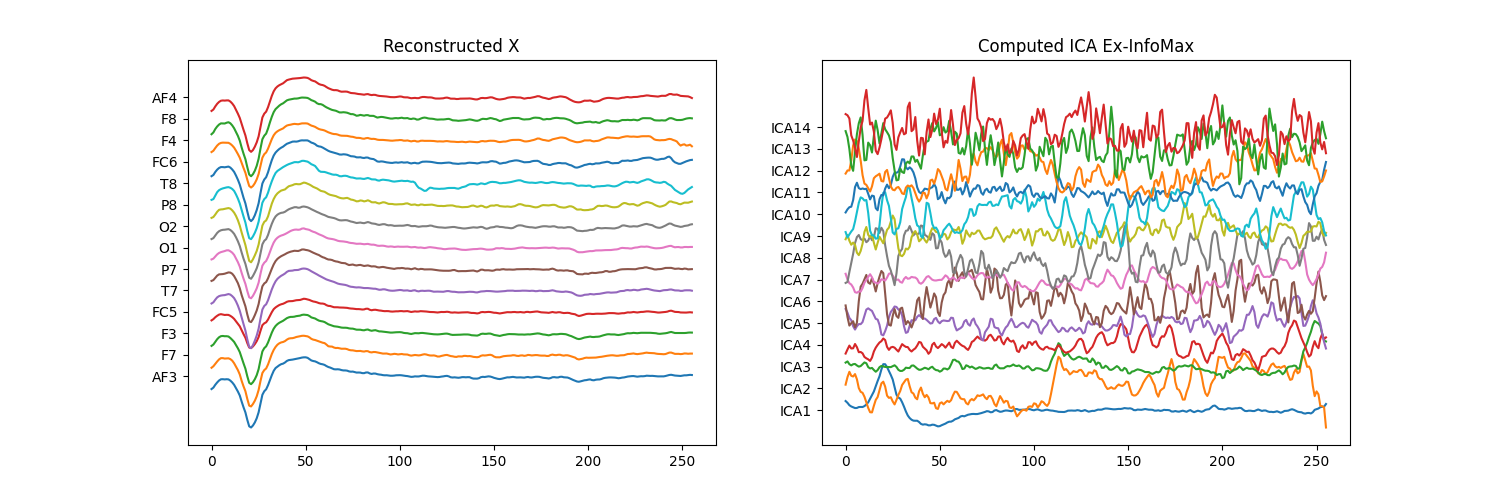 Reconstructed X
AF4
F8
F4
FC6
T8
P8
O2
O1
P7
T7
FC5
F3
F7
AF3
0 50 100 150 200 250
Computed ICA Ex-InfoMax
ICA14
ICA13
ICA12
ICA11
ICA10
ICA9
ICA8
ICA7
ICA6
ICA5
ICA4
ICA3
ICA2
ICA1
0 50 100 150 200 250